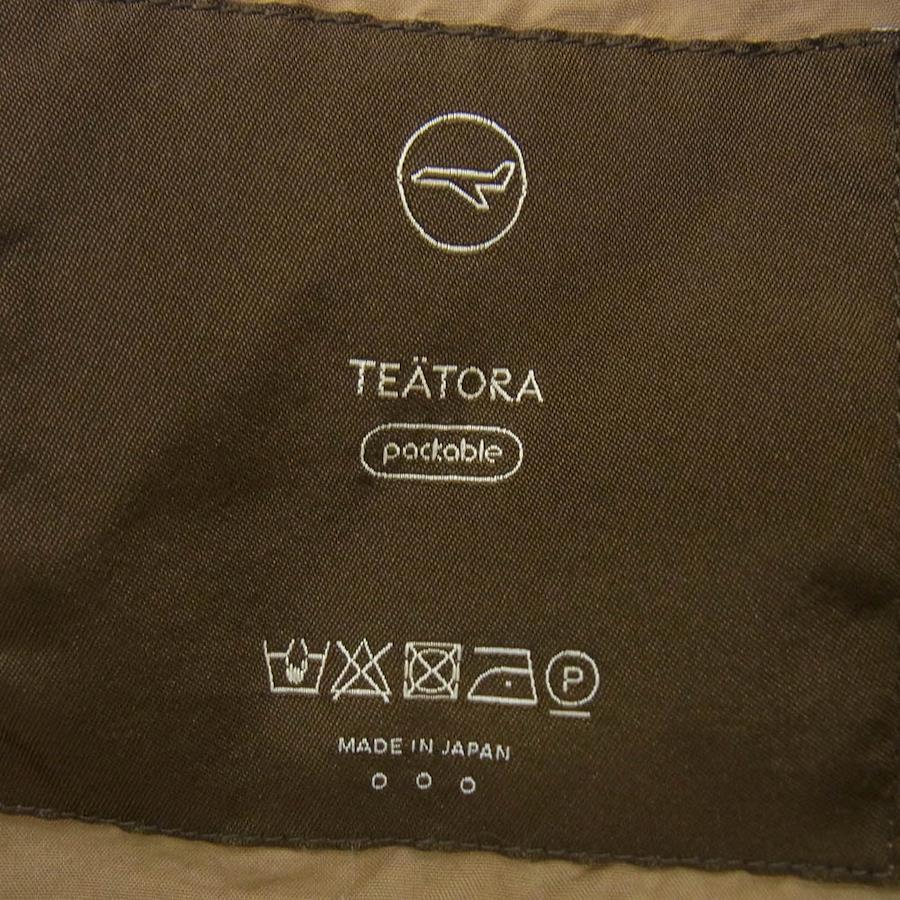 TEÄTORA
packable
P
MADE IN JAPAN